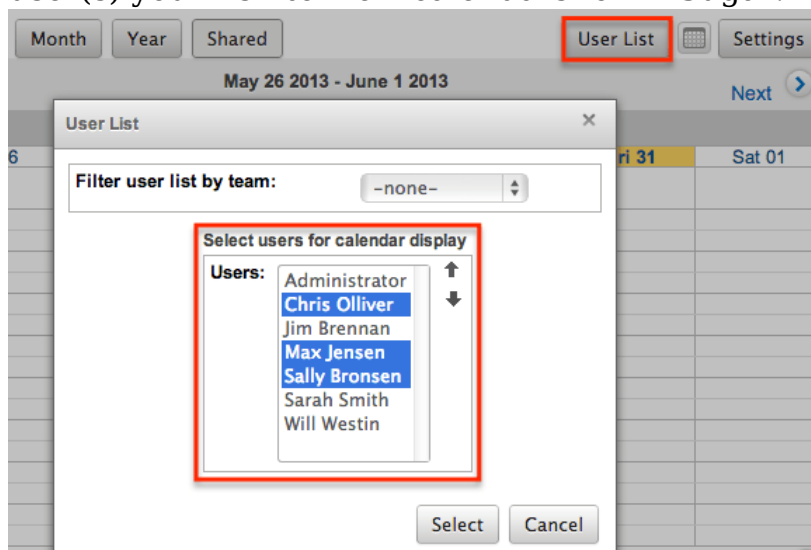 Month Year Shared User List Settings
May 26 2013 - June 1 2013
Next
User List
6 ri 31 Sat 01
Filter user list by team: -none-
Select users for calendar display
Users:
Administrator
Chris Olliver
Jim Brennan
Max Jensen
Sally Bronsen
Sarah Smith
Will Westin
Select Cancel